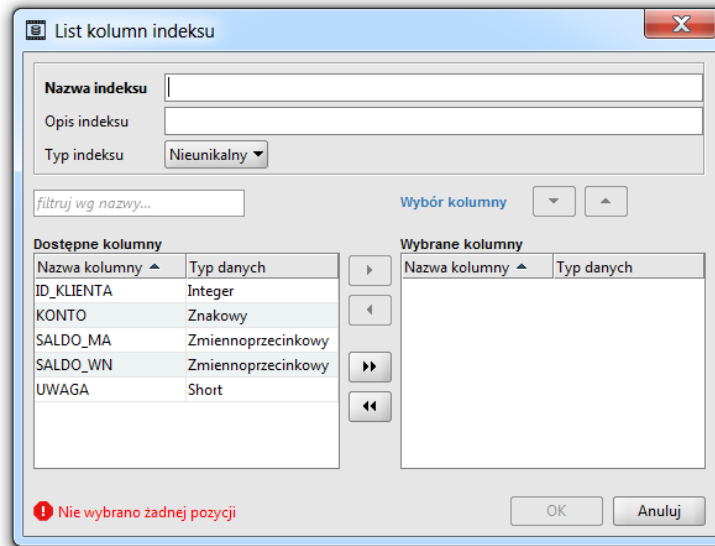 List kolumn indeksu
Nazwa indeksu
Opis indeksu
Typ indeksu Nieunikalny
filtruj wg nazwy... Wybór kolumny
Dostępne kolumny Wybrane kolumny
Nazwa kolumny Typ danych Nazwa kolumny Typ danych
ID_KLIENTA Integer
KONTO Znakowy
SALDO_MA Zmiennoprzecinkowy
SALDO_WN Zmiennoprzecinkowy
UWAGA Short
Nie wybrano żadnej pozycji OK Anuluj